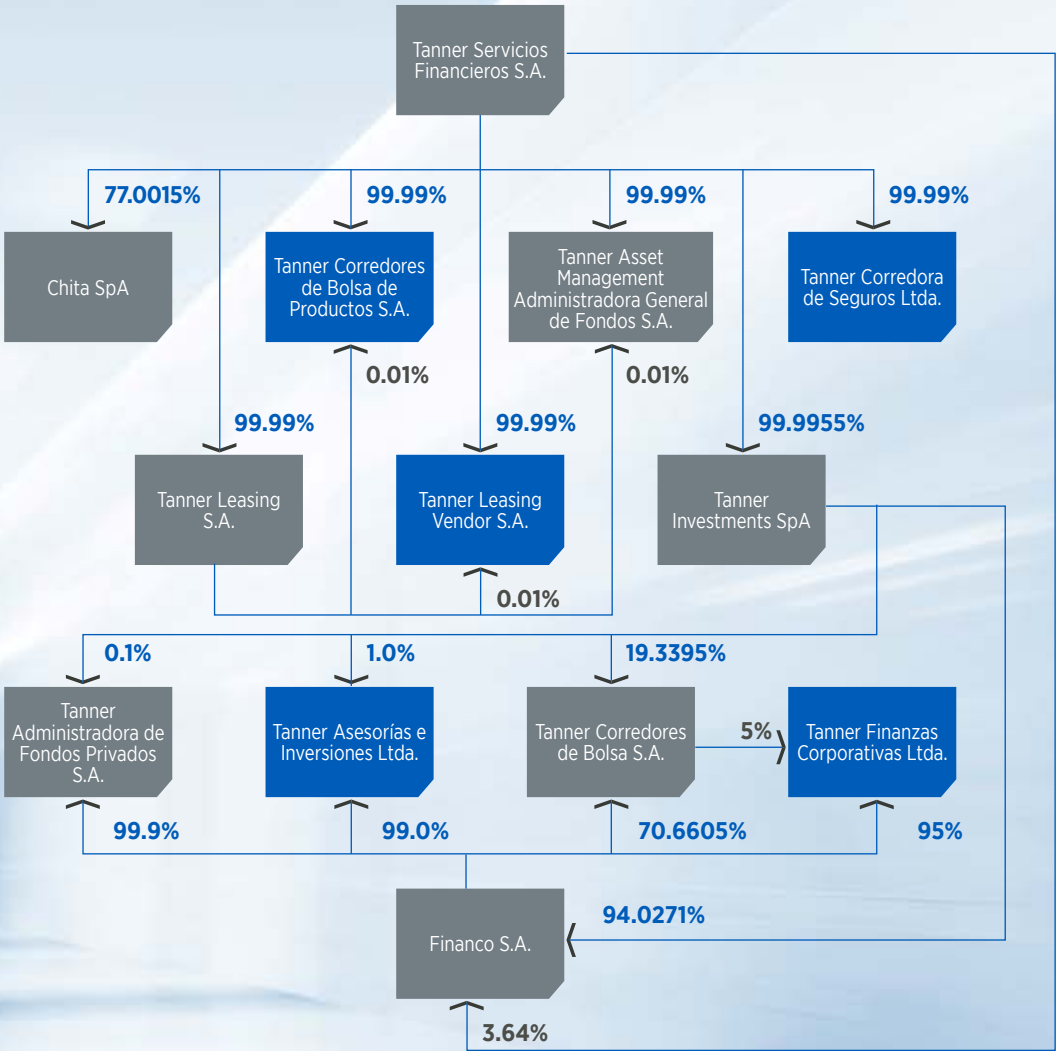 Tanner Servicios
Financieros S.A.
77.0015%
99.99%
99.99%
99.99%
Chita SpA
Tanner Corredores
de Bolsa de
Productos S.A.
Tanner Asset
Management
Administradora General
de Fondos S.A.
Tanner Corredora
de Seguros Ltda.
0.01%
0.01%
99.99%
99.99%
99.9955%
Tanner Leasing
S.A.
Tanner Leasing
Vendor S.A.
Tanner
Investments SpA
0.01%
0.1%
1.0%
19.3395%
Tanner
Administradora de
Fondos Privados
S.A.
Tanner Asesorías e
Inversiones Ltda.
Tanner Corredores
de Bolsa S.A.
5%
Tanner Finanzas
Corporativas Ltda.
99.9%
99.0%
70.6605%
95%
94.0271%
Financo S.A.
3.64%